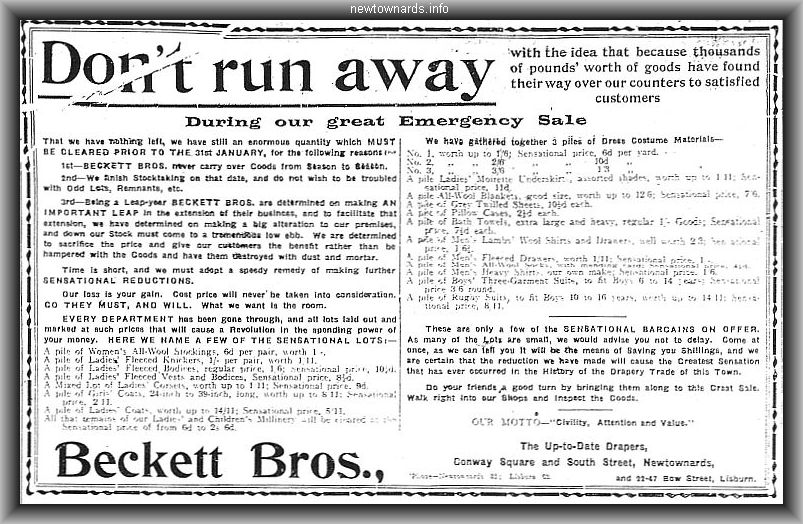 newtownards.info
Don't run away
with the idea that because thousands
of pounds' worth of goods have found
their way over our counters to satisfied
customers
During our great Emergency Sale
That we have nothing left, we have still an enormous quantity which MUST
BE CLEARED PRIOR TO THE 31st JANUARY, for the following reasons:—
1st—BECKETT BROS. never carry over Goods from Season to Season.
2nd—We finish Stocktaking on that date, and do not wish to be troubled
with Odd Lots, Remnants, etc.
3rd—Being a Leap-year BECKETT BROS. are determined on making AN
IMPORTANT LEAP in the extension of their business, and to facilitate that
extension, we have determined on making a big alteration to our premises,
and down our Stock must come to a tremendous low ebb. We are determined
to sacrifice the price and give our customers the benefit rather than be
hampered with the Goods and have them destroyed with dust and mortar.
Time is short, and we must adopt a speedy remedy of making further
SENSATIONAL REDUCTIONS.
Our loss is your gain. Cost price will never be taken into consideration.
GO THEY MUST, AND WILL. What we want is the room.
EVERY DEPARTMENT has been gone through, and all lots laid out and
marked at such prices that will cause a Revolution in the spending power of
your money. HERE WE NAME A FEW OF THE SENSATIONAL LOTS:—
A pile of Women's All-Wool Stockings, 6d per pair, worth 1/-.
A pile of Ladies' Fleeced Knickers, 1/- per pair, worth 1/11.
A pile of Ladies' Fleeced Bodices, regular price, 1/6; Sensational price, 10½d.
A pile of Ladies' Fleeced Vests and Bodices, Sensational price, 8½d.
A Mixed Lot of Ladies' Corsets, worth up to 1/11; Sensational price, 9d.
A pile of Girls' Coats, 24-inch to 39-inch, long, worth up to 8/11; Sensational
price, 2/11.
A pile of Ladies' Coats, worth up to 14/11; Sensational price, 5/11.
All that remains of our Ladies' and Children's Millinery will be cleared at the
Sensational price of from 6d to 2s 6d.
We have gathered together 3 piles of Dress Costume Materials—
No. 1, worth up to 1/6; Sensational price, 6d per yard.
No. 2, ,, ,, 2/6 ,, ,, 10d ,,
No. 3, ,, ,, 3/6 ,, ,, 1/3 ,,
A pile Ladies' Moirette Underskirts, assorted shades, worth up to 1/11; Sen-
sational price, 11d.
A pile All-Wool Blankets, good size, worth up to 12/6; Sensational price, 7/6.
A pile of Grey Twilled Sheets, 10½d each.
A pile of Pillow Cases, 2½d each.
A pile of Bath Towels, extra large and heavy, regular 1/- Goods; Sensational
price, 7½d each.
A pile of Men's Lambs' Wool Shirts and Drawers, well worth 2/3; Sensational
price, 1/6½.
A pile of Men's Fleeced Drawers, worth 1/11; Sensational price, 1/-.
A pile of Men's All-Wool Socks, with mending yarn, Sensational price,
A pile of Men's Heavy Shirts, our own make; Sensational price, 1/6.
A pile of Boys' Three-Garment Suits, to fit Boys 6 to 14 years; Sensational
price 3/6 round.
A pile of Rugby Suits, to fit Boys 10 to 16 years, worth up to 14/11; Sensa-
tional price, 8/11.
These are only a few of the SENSATIONAL BARGAINS ON OFFER.
As many of the Lots are small, we would advise you not to delay. Come at
once, as we can tell you it will be the means of Saving you Shillings, and we
are certain that the reduction we have made will cause the Greatest Sensation
that has ever occurred in the History of the Drapery Trade of this Town.
Do your friends a good turn by bringing them along to this Great Sale.
Walk right into our Shops and inspect the Goods.
OUR MOTTO—"Civility, Attention and Value."
Beckett Bros.,
The Up-to-Date Drapers,
Conway Square and South Street, Newtownards,
'Phone—Newtownards
and 22-47 Bow Street, Lisburn.